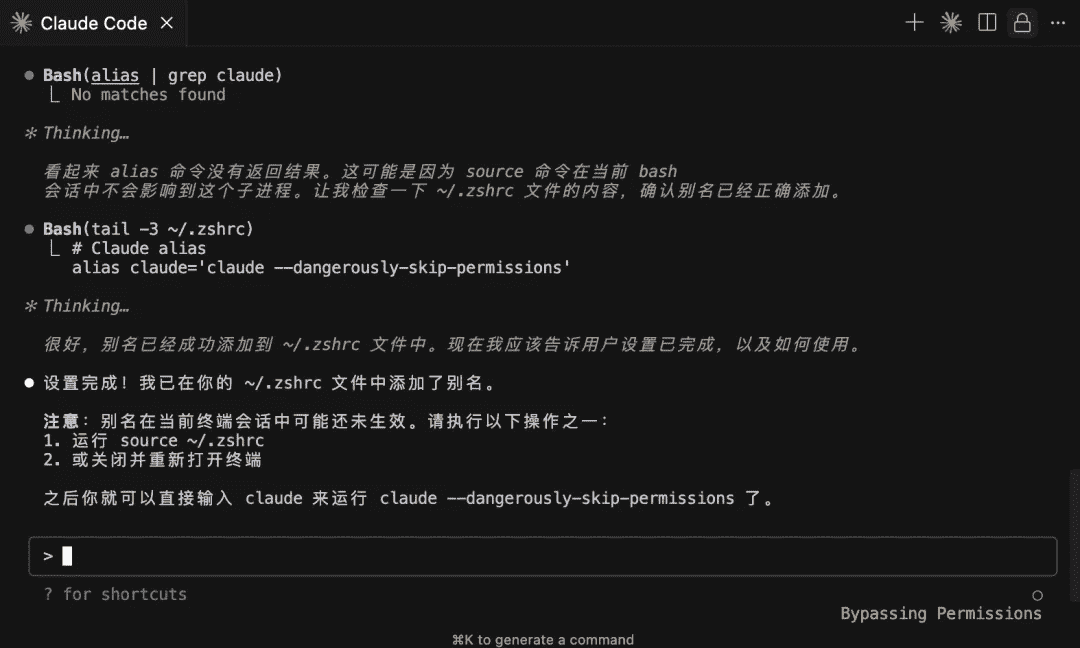 Claude Code
Bash(alias | grep claude)
No matches found
Thinking…
看起来 alias 命令没有返回结果。这可能是因为 source 命令在当前 bash
会话中不会影响到这个子进程。让我检查一下 ~/.zshrc 文件的内容，确认别名已经正确添加。
Bash(tail -3 ~/.zshrc)
# Claude alias
alias claude='claude --dangerously-skip-permissions'
Thinking…
很好，别名已经成功添加到 ~/.zshrc 文件中。现在我应该告诉用户设置已完成，以及如何使用。
设置完成！我已在你的 ~/.zshrc 文件中添加了别名。
注意：别名在当前终端会话中可能还未生效。请执行以下操作之一：
1. 运行 source ~/.zshrc
2. 或关闭并重新打开终端
之后你就可以直接输入 claude 来运行 claude --dangerously-skip-permissions 了。
>
? for shortcuts
Bypassing Permissions
⌘K to generate a command